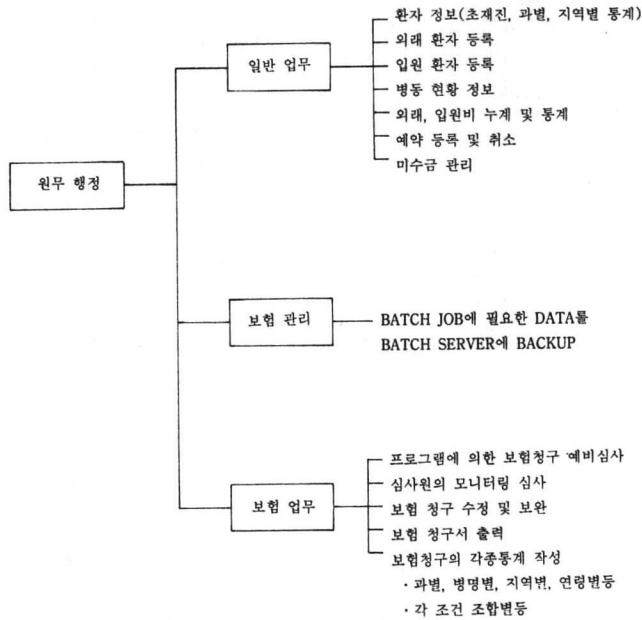 환자 정보(초재진, 과별, 지역별 통계)
외래 환자 등록
일반 업무
입원 환자 등록
병동 현황 정보
외래, 입원비 누계 및 통계
예약 등록 및 취소
미수금 관리
원무 행정
보험 관리
BATCH JOB에 필요한 DATA를
BATCH SERVER에 BACKUP
프로그램에 의한 보험청구 예비심사
심사원의 모니터링 심사
보험 업무
보험 청구 수정 및 보완
보험 청구서 출력
보험청구의 각종통계 작성
· 과별, 병명별, 지역변, 연령별등
· 각 조건 조합별등